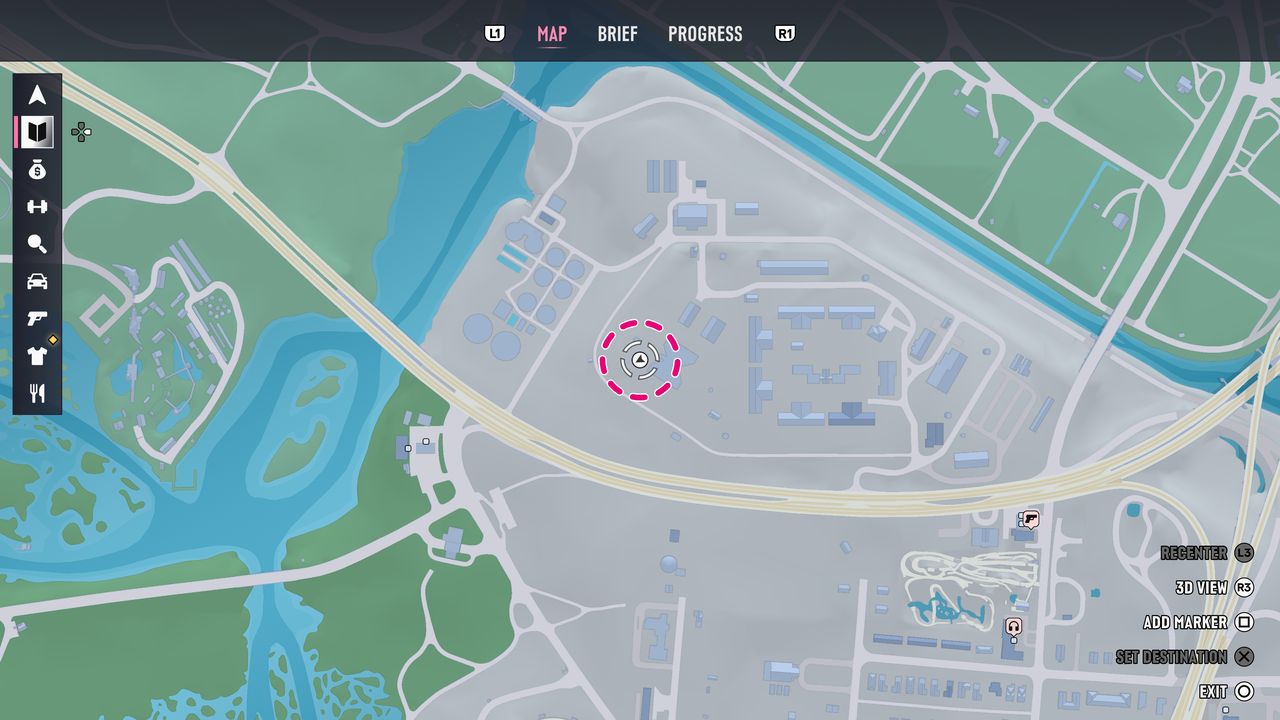 L1 MAP BRIEF PROGRESS R1
RECENTER L3
3D VIEW R3
ADD MARKER
SET DESTINATION
EXIT